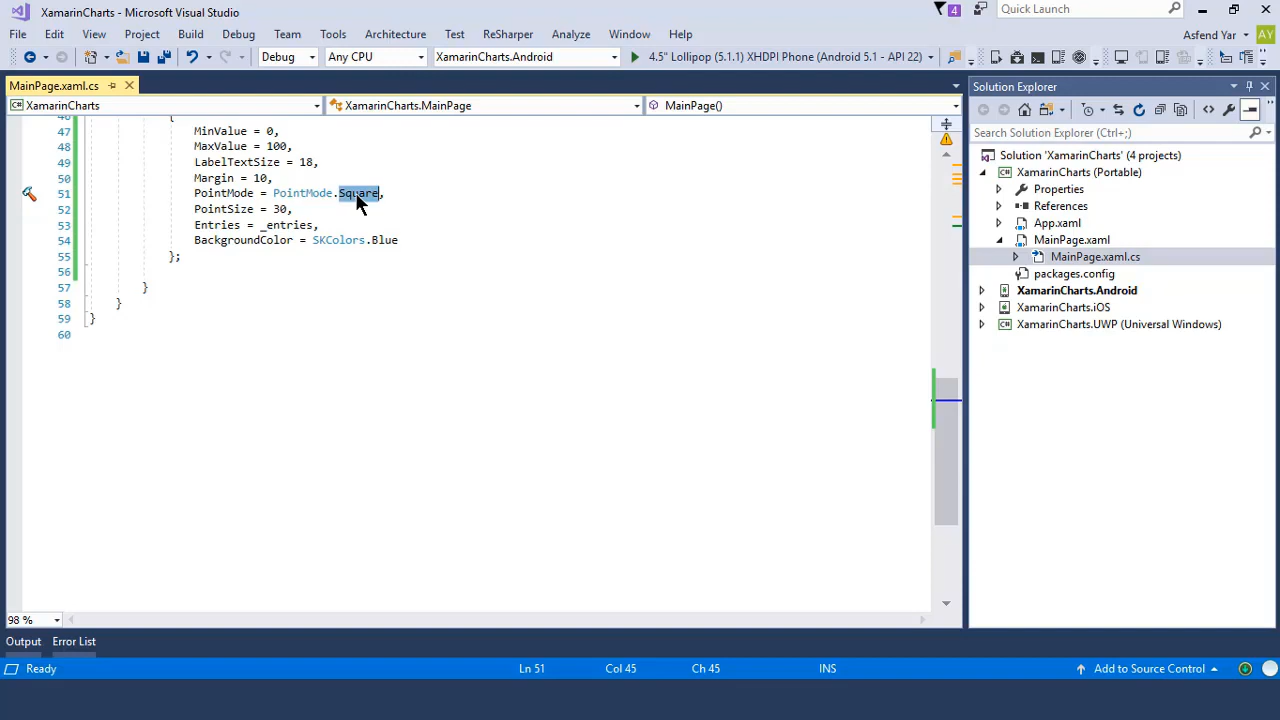 XamarinCharts - Microsoft Visual Studio
4
Quick Launch
File Edit View Project Build Debug Team Tools Architecture Test ReSharper Analyze Window Help
Asfend Yar AY
Debug Any CPU XamarinCharts.Android 4.5" Lollipop (5.1.1) XHDPI Phone (Android 5.1 - API 22)
MainPage.xaml.cs
XamarinCharts XamarinCharts.MainPage MainPage()
46 {
47 MinValue = 0,
48 MaxValue = 100,
49 LabelTextSize = 18,
50 Margin = 10,
51 PointMode = PointMode.Square,
52 PointSize = 30,
53 Entries = _entries,
54 BackgroundColor = SKColors.Blue
55 };
56
57 }
58 }
59 }
60
98 %
Solution Explorer
Search Solution Explorer (Ctrl+;)
Solution 'XamarinCharts' (4 projects)
XamarinCharts (Portable)
Properties
References
App.xaml
MainPage.xaml
MainPage.xaml.cs
packages.config
XamarinCharts.Android
XamarinCharts.iOS
XamarinCharts.UWP (Universal Windows)
Output Error List
Ready Ln 51 Col 45 Ch 45 INS Add to Source Control